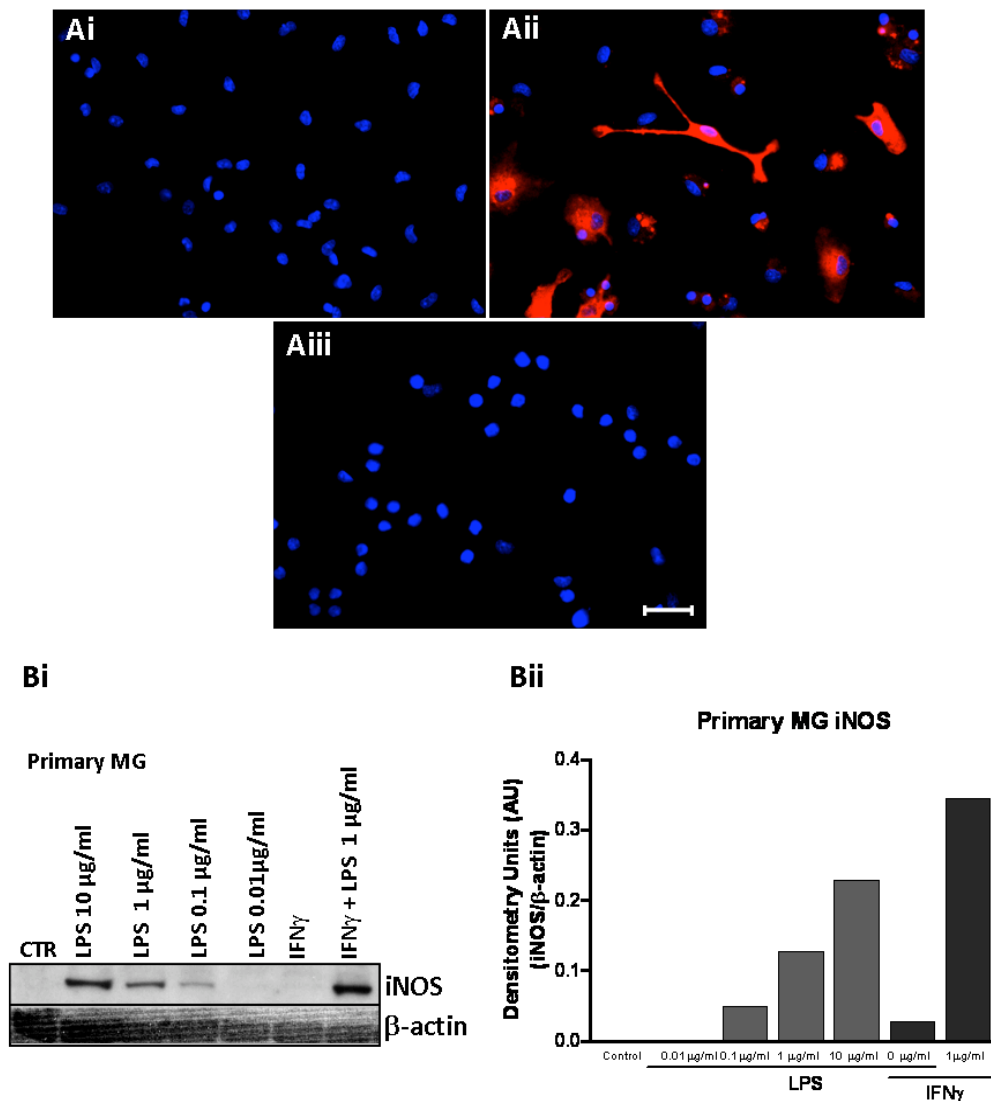 Ai
Aii
Aiii
Bi
Primary MG
CTR
LPS 10 µg/ml
LPS 1 µg/ml
LPS 0.1 µg/ml
LPS 0.01µg/ml
IFNγ
IFNγ + LPS 1 µg/ml
iNOS
β-actin
Bii
Primary MG iNOS
Densitometry Units (AU)
(iNOS/β-actin)
0.4
0.3
0.2
0.1
0.0
Control 0.01 µg/ml 0.1 µg/ml 1 µg/ml 10 µg/ml 0 µg/ml 1µg/ml
LPS
IFNγ